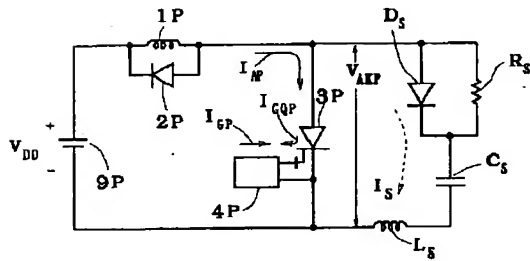 1P
D_S
I_AP
V_AKP
R_S
2P
3P
I_GP
I_GQP
+
V_DD
-
9P
4P
I_S
C_S
L_S